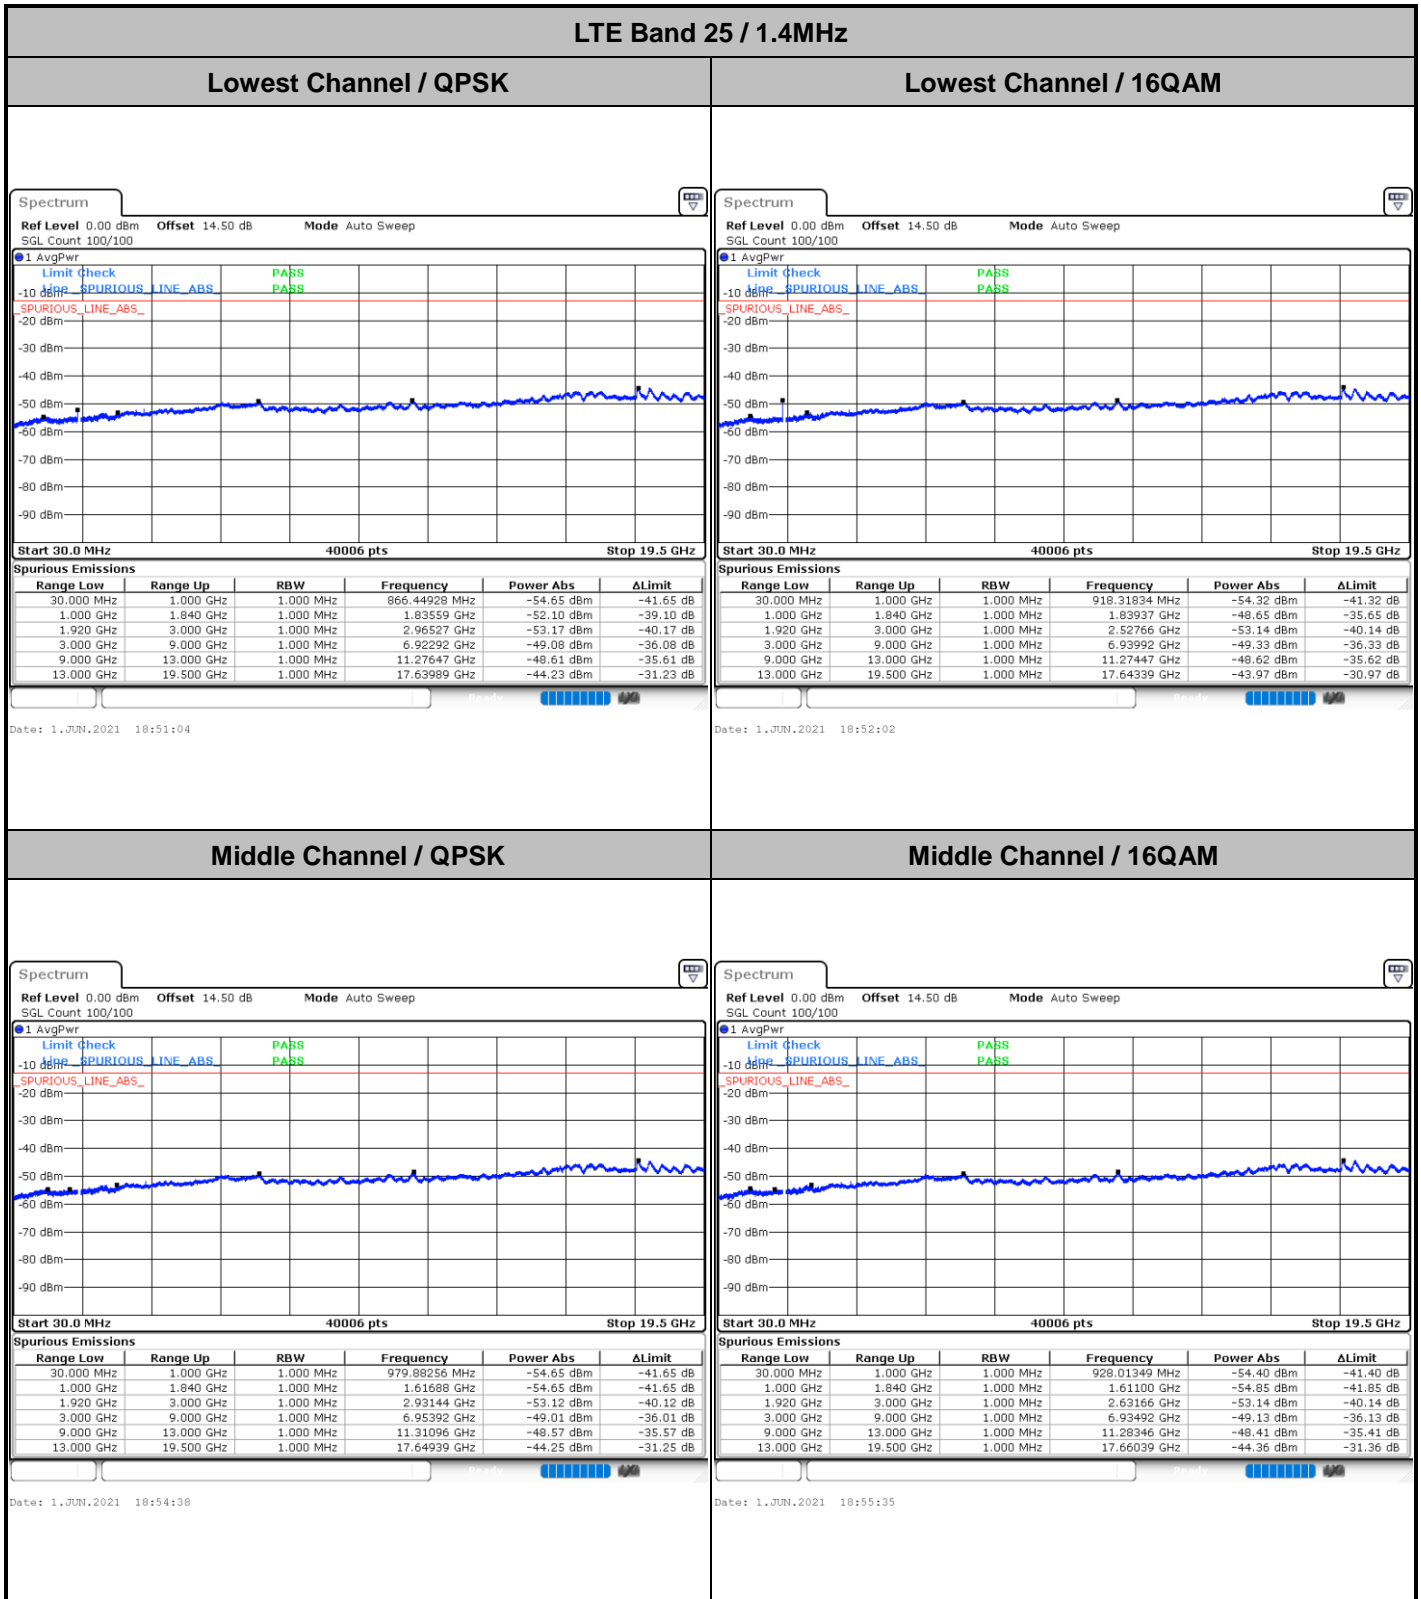 LTE Band 25 / 1.4MHz
Lowest Channel / QPSK
Lowest Channel / 16QAM
Spectrum
Ref Level 0.00 dBm Offset 14.50 dB Mode Auto Sweep
SGL Count 100/100
1 AvgPwr
Limit Check PASS
Line _SPURIOUS_LINE_ABS_ PASS
-10 dBm
_SPURIOUS_LINE_ABS_
-20 dBm
-30 dBm
-40 dBm
-50 dBm
-60 dBm
-70 dBm
-80 dBm
-90 dBm
Start 30.0 MHz 40006 pts Stop 19.5 GHz
Spurious Emissions
Range Low Range Up RBW Frequency Power Abs ΔLimit
30.000 MHz 1.000 GHz 1.000 MHz 866.44928 MHz -54.65 dBm -41.65 dB
1.000 GHz 1.840 GHz 1.000 MHz 1.83559 GHz -52.10 dBm -39.10 dB
1.920 GHz 3.000 GHz 1.000 MHz 2.96527 GHz -53.17 dBm -40.17 dB
3.000 GHz 9.000 GHz 1.000 MHz 6.92292 GHz -49.08 dBm -36.08 dB
9.000 GHz 13.000 GHz 1.000 MHz 11.27647 GHz -48.61 dBm -35.61 dB
13.000 GHz 19.500 GHz 1.000 MHz 17.63989 GHz -44.23 dBm -31.23 dB
Date: 1.JUN.2021 18:51:04
Spectrum
Ref Level 0.00 dBm Offset 14.50 dB Mode Auto Sweep
SGL Count 100/100
1 AvgPwr
Limit Check PASS
Line _SPURIOUS_LINE_ABS_ PASS
-10 dBm
_SPURIOUS_LINE_ABS_
-20 dBm
-30 dBm
-40 dBm
-50 dBm
-60 dBm
-70 dBm
-80 dBm
-90 dBm
Start 30.0 MHz 40006 pts Stop 19.5 GHz
Spurious Emissions
Range Low Range Up RBW Frequency Power Abs ΔLimit
30.000 MHz 1.000 GHz 1.000 MHz 918.31834 MHz -54.32 dBm -41.32 dB
1.000 GHz 1.840 GHz 1.000 MHz 1.83937 GHz -48.65 dBm -35.65 dB
1.920 GHz 3.000 GHz 1.000 MHz 2.52766 GHz -53.14 dBm -40.14 dB
3.000 GHz 9.000 GHz 1.000 MHz 6.93992 GHz -49.33 dBm -36.33 dB
9.000 GHz 13.000 GHz 1.000 MHz 11.27447 GHz -48.62 dBm -35.62 dB
13.000 GHz 19.500 GHz 1.000 MHz 17.64339 GHz -43.97 dBm -30.97 dB
Date: 1.JUN.2021 18:52:02
Middle Channel / QPSK
Middle Channel / 16QAM
Spectrum
Ref Level 0.00 dBm Offset 14.50 dB Mode Auto Sweep
SGL Count 100/100
1 AvgPwr
Limit Check PASS
Line _SPURIOUS_LINE_ABS_ PASS
-10 dBm
_SPURIOUS_LINE_ABS_
-20 dBm
-30 dBm
-40 dBm
-50 dBm
-60 dBm
-70 dBm
-80 dBm
-90 dBm
Start 30.0 MHz 40006 pts Stop 19.5 GHz
Spurious Emissions
Range Low Range Up RBW Frequency Power Abs ΔLimit
30.000 MHz 1.000 GHz 1.000 MHz 979.88256 MHz -54.65 dBm -41.65 dB
1.000 GHz 1.840 GHz 1.000 MHz 1.61688 GHz -54.65 dBm -41.65 dB
1.920 GHz 3.000 GHz 1.000 MHz 2.93144 GHz -53.12 dBm -40.12 dB
3.000 GHz 9.000 GHz 1.000 MHz 6.95392 GHz -49.01 dBm -36.01 dB
9.000 GHz 13.000 GHz 1.000 MHz 11.31096 GHz -48.57 dBm -35.57 dB
13.000 GHz 19.500 GHz 1.000 MHz 17.64939 GHz -44.25 dBm -31.25 dB
Date: 1.JUN.2021 18:54:38
Spectrum
Ref Level 0.00 dBm Offset 14.50 dB Mode Auto Sweep
SGL Count 100/100
1 AvgPwr
Limit Check PASS
Line _SPURIOUS_LINE_ABS_ PASS
-10 dBm
_SPURIOUS_LINE_ABS_
-20 dBm
-30 dBm
-40 dBm
-50 dBm
-60 dBm
-70 dBm
-80 dBm
-90 dBm
Start 30.0 MHz 40006 pts Stop 19.5 GHz
Spurious Emissions
Range Low Range Up RBW Frequency Power Abs ΔLimit
30.000 MHz 1.000 GHz 1.000 MHz 928.01349 MHz -54.40 dBm -41.40 dB
1.000 GHz 1.840 GHz 1.000 MHz 1.61100 GHz -54.85 dBm -41.85 dB
1.920 GHz 3.000 GHz 1.000 MHz 2.63166 GHz -53.14 dBm -40.14 dB
3.000 GHz 9.000 GHz 1.000 MHz 6.93492 GHz -49.13 dBm -36.13 dB
9.000 GHz 13.000 GHz 1.000 MHz 11.28346 GHz -48.41 dBm -35.41 dB
13.000 GHz 19.500 GHz 1.000 MHz 17.66039 GHz -44.36 dBm -31.36 dB
Date: 1.JUN.2021 18:55:35